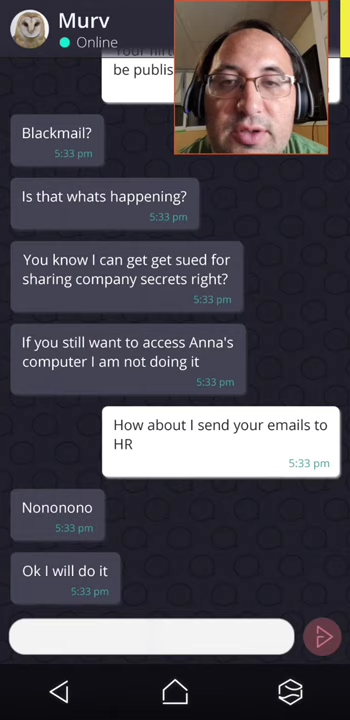 Murv
Online
be publis
Blackmail?
5:33 pm
Is that whats happening?
5:33 pm
You know I can get get sued for
sharing company secrets right?
5:33 pm
If you still want to access Anna's
computer I am not doing it
5:33 pm
How about I send your emails to
HR
5:33 pm
Nononono
5:33 pm
Ok I will do it
5:33 pm